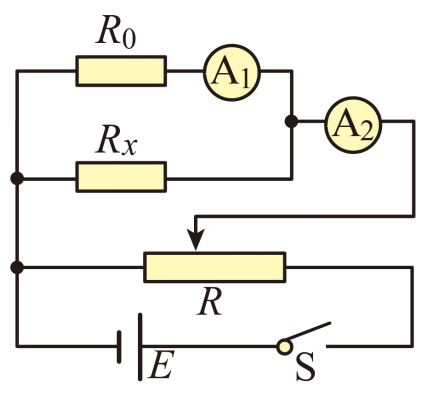 R₀
A₁
A₂
Rₓ
R
E
S